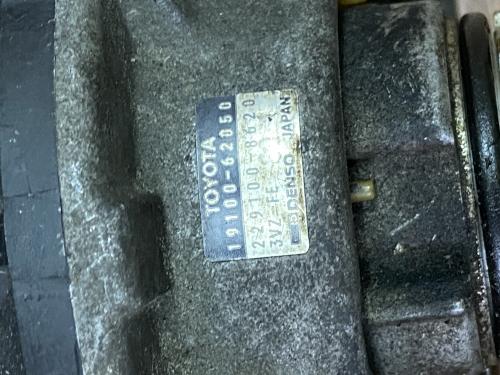 TOYOTA
19100-62050
229100-8620
3VZ-FE
DENSO JAPAN